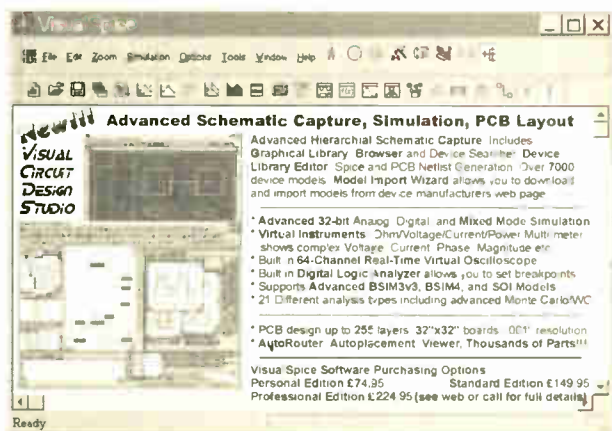 Visual Spice
File Edit Zoom Simulation Options Tools Window Help
New!!!
Advanced Schematic Capture, Simulation, PCB Layout
VISUAL
CIRCUIT
DESIGN
STUDIO
Advanced Hierarchial Schematic Capture Includes
Graphical Library Browser and Device Searcher Device
Library Editor Spice and PCB Netlist Generation Over 7000
device models Model Import Wizard allows you to download
and import models from device manufacturers web page
* Advanced 32-bit Analog Digital and Mixed Mode Simulation
* Virtual Instruments Ohm/Voltage/Current/Power Multi meter
shows complex Voltage Current Phase Magnitude etc
* Built in 64-Channel Real-Time Virtual Oscilloscope
* Built in Digital Logic Analyzer allows you to set breakpoints
* Supports Advanced BSIM3v3, BSIM4, and SOI Models
* 21 Different analysis types including advanced Monte Carlo/WC
* PCB design up to 255 layers 32"x32" boards .001" resolution
* AutoRouter Autoplacement Viewer, Thousands of Parts!!!
Visual Spice Software Purchasing Options
Personal Edition £74.95 Standard Edition £149 95
Professional Edition £224 95 (see web or call for full details)
Ready